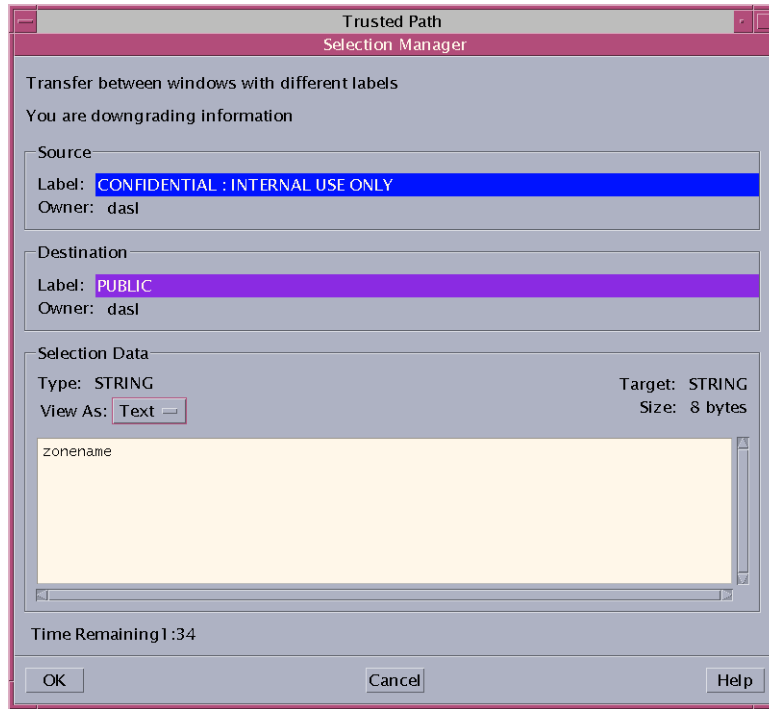 Trusted Path
Selection Manager
Transfer between windows with different labels
You are downgrading information
Source
Label: CONFIDENTIAL : INTERNAL USE ONLY
Owner: dasl
Destination
Label: PUBLIC
Owner: dasl
Selection Data
Type: STRING Target: STRING
View As: Text Size: 8 bytes
zonename
Time Remaining1:34
OK Cancel Help